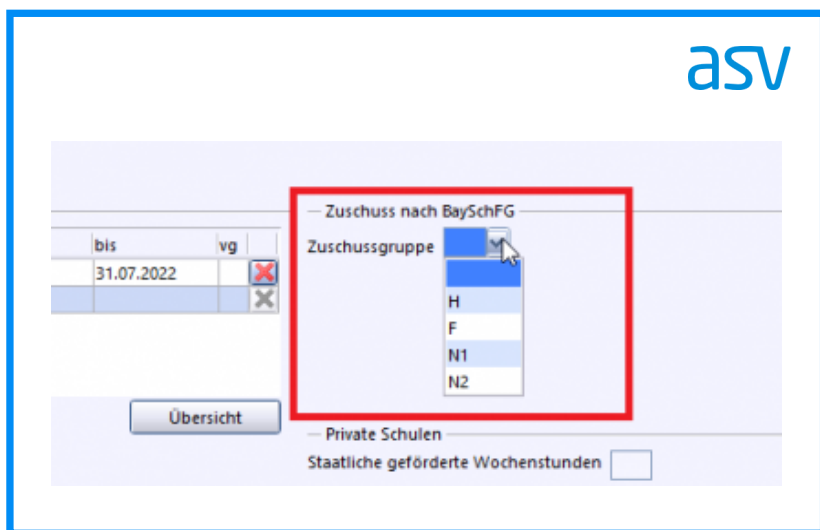 asv
Zuschuss nach BaySchFG
bis vg
Zuschussgruppe
31.07.2022
H
F
N1
N2
Übersicht
Private Schulen
Staatliche geförderte Wochenstunden